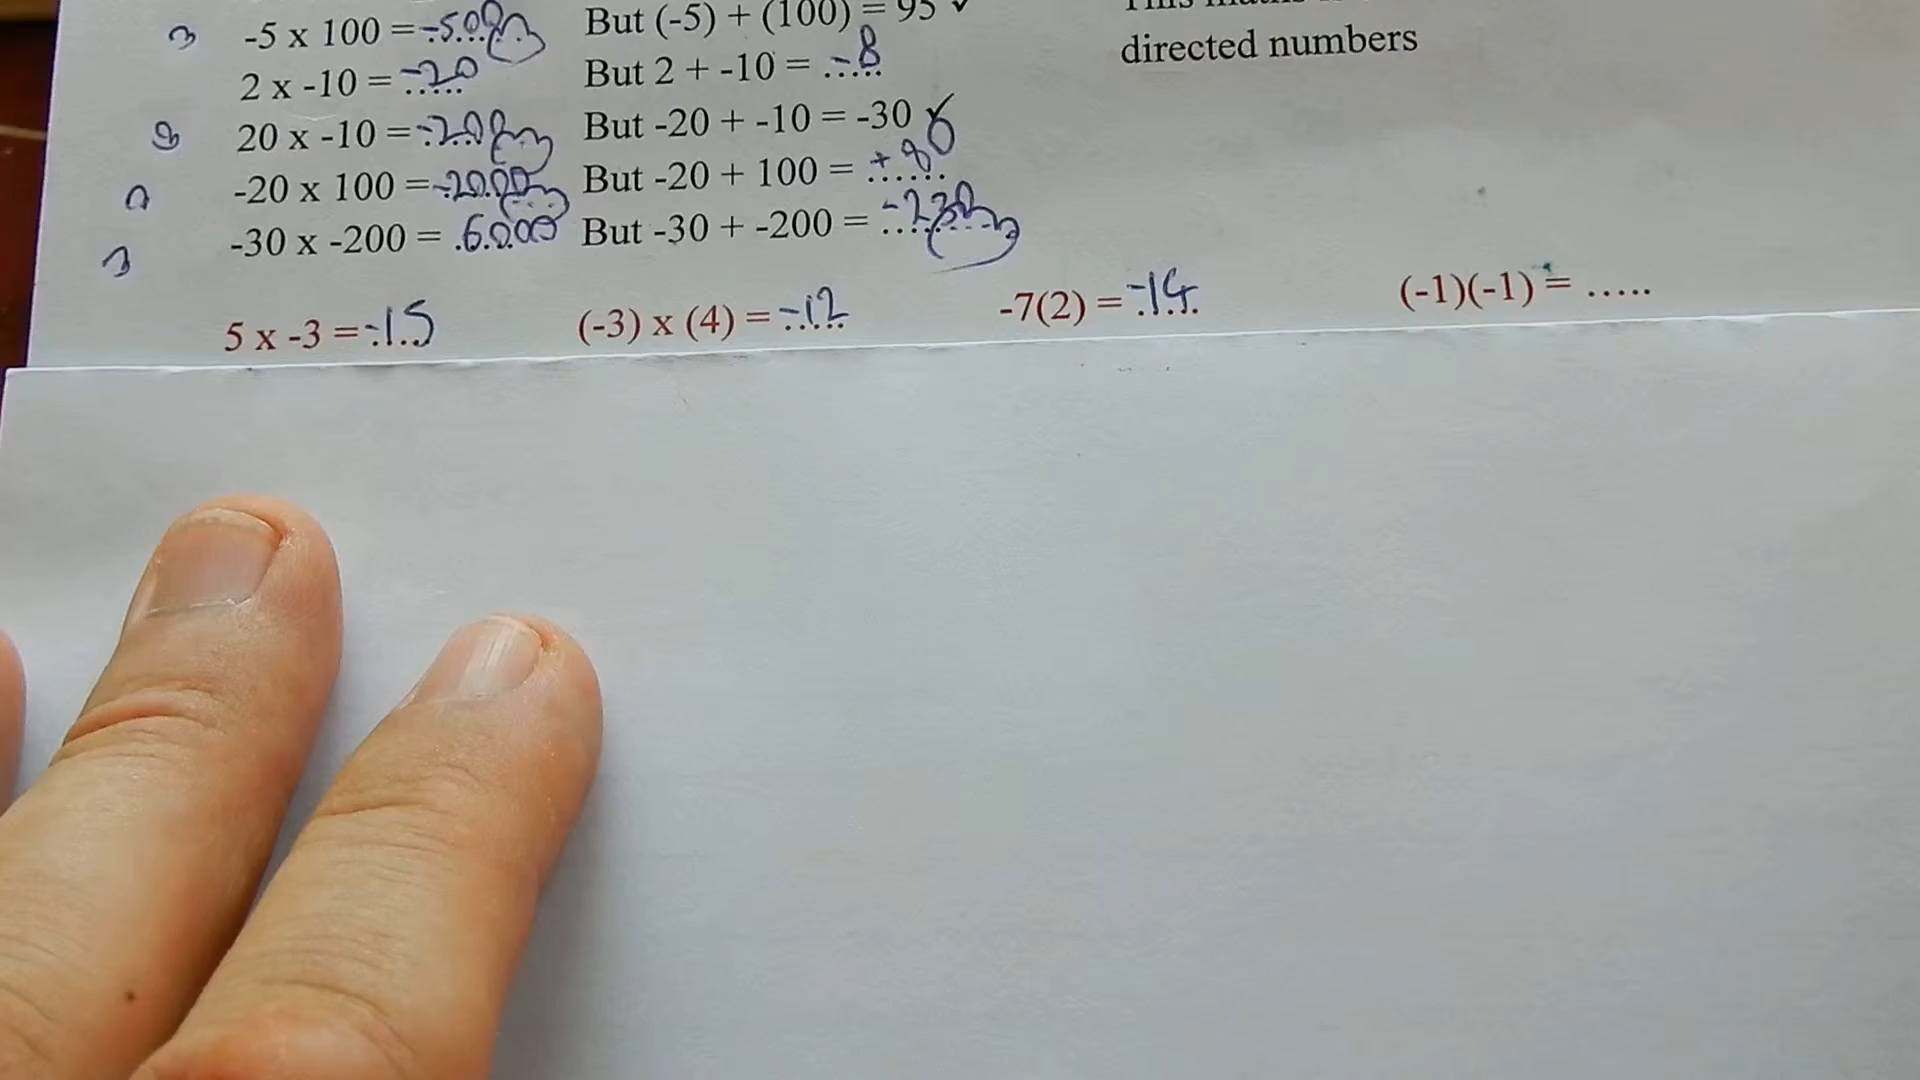 -5 x 100 = -500 But (-5) + (100) = 95 ✓
directed numbers
2 x -10 = -20 But 2 + -10 = -8
20 x -10 = -200 But -20 + -10 = -30 ✓
-20 x 100 = -2000 But -20 + 100 = +80
-30 x -200 = 6000 But -30 + -200 = -230
5 x -3 = -15 (-3) x (4) = -12 -7(2) = -14 (-1)(-1) = .....